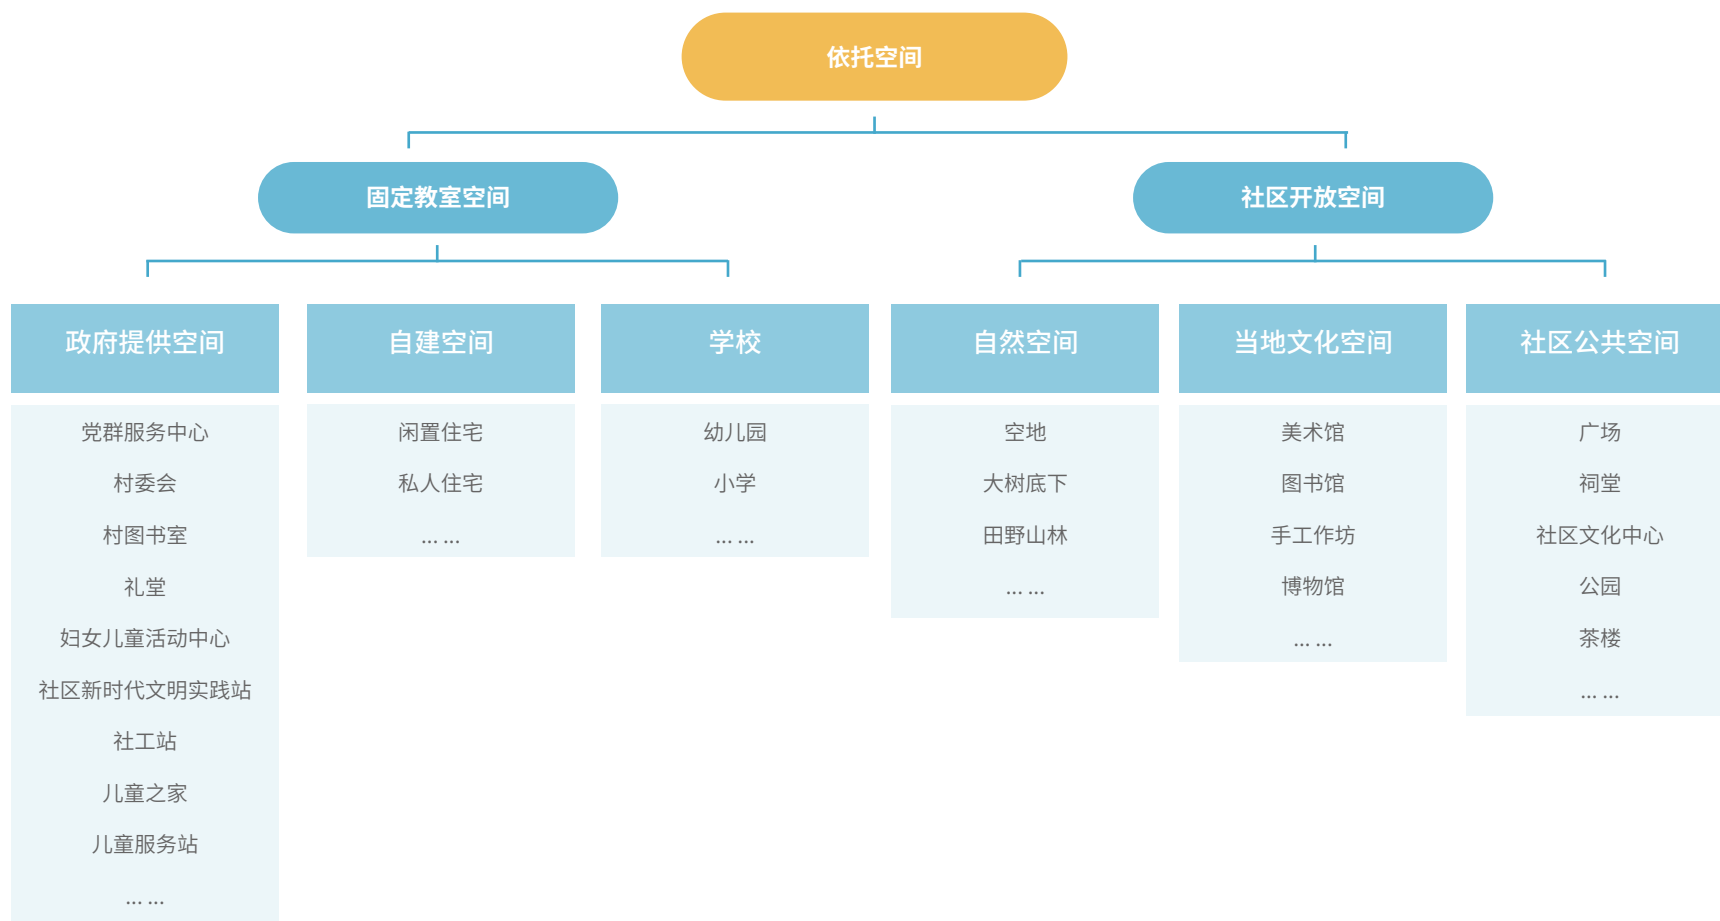 依托空间
固定教室空间
社区开放空间
政府提供空间
党群服务中心
村委会
村图书室
礼堂
妇女儿童活动中心
社区新时代文明实践站
社工站
儿童之家
儿童服务站
... ...
自建空间
闲置住宅
私人住宅
... ...
学校
幼儿园
小学
... ...
自然空间
空地
大树底下
田野山林
... ...
当地文化空间
美术馆
图书馆
手工作坊
博物馆
... ...
社区公共空间
广场
祠堂
社区文化中心
公园
茶楼
... ...